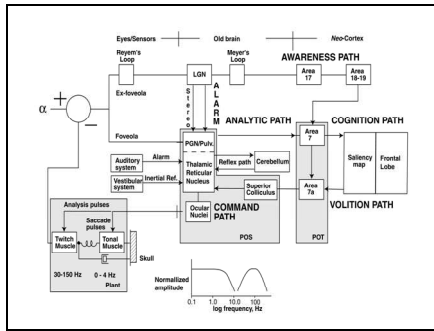 Eyes/Sensors
Old brain
Neo-Cortex
Reyem's
Loop
Meyer's
Loop
AWARENESS PATH
LGN
Area
17
Area
18-19
Ex-foveola
Stereo
ALARM
α
+
−
ANALYTIC PATH
COGNITION PATH
Foveola
PGN/Pulv.
Area
7
Auditory
system
Alarm
Thalamic
Reticular
Nucleus
Reflex path
Cerebellum
Saliency
map
Frontal
Lobe
Vestibular
system
Inertial Ref.
Superior
Colliculus
Area
7a
VOLITION PATH
Ocular
Nuclei
COMMAND
PATH
Analysis pulses
Saccade
pulses
POS
POT
Twitch
Muscle
Tonal
Muscle
Skull
30-150 Hz
0 - 4 Hz
Plant
Normalized
amplitude
0.1 1.0 10 100
log frequency, Hz